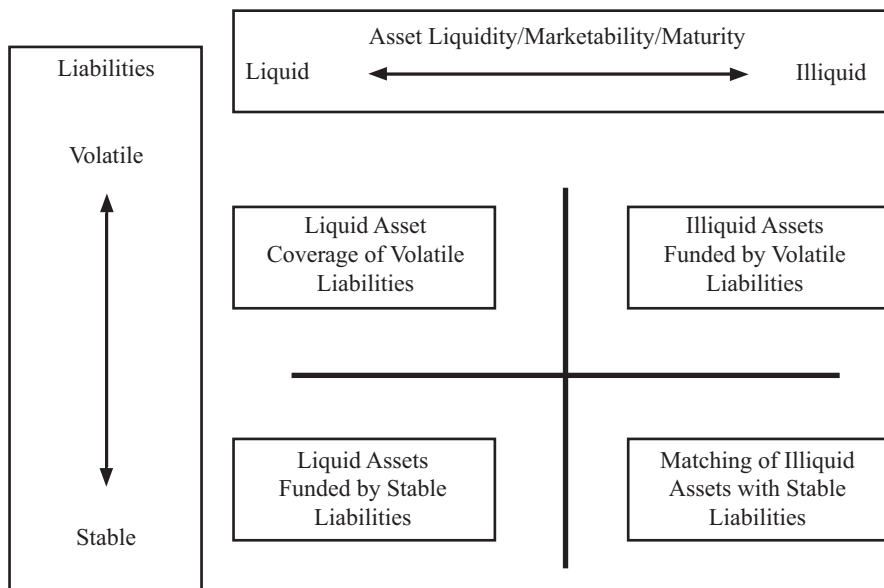 Asset Liquidity/Marketability/Maturity
Liabilities
Liquid
Illiquid
Volatile
Liquid Asset
Coverage of Volatile
Liabilities
Illiquid Assets
Funded by Volatile
Liabilities
Liquid Assets
Funded by Stable
Liabilities
Matching of Illiquid
Assets with Stable
Liabilities
Stable